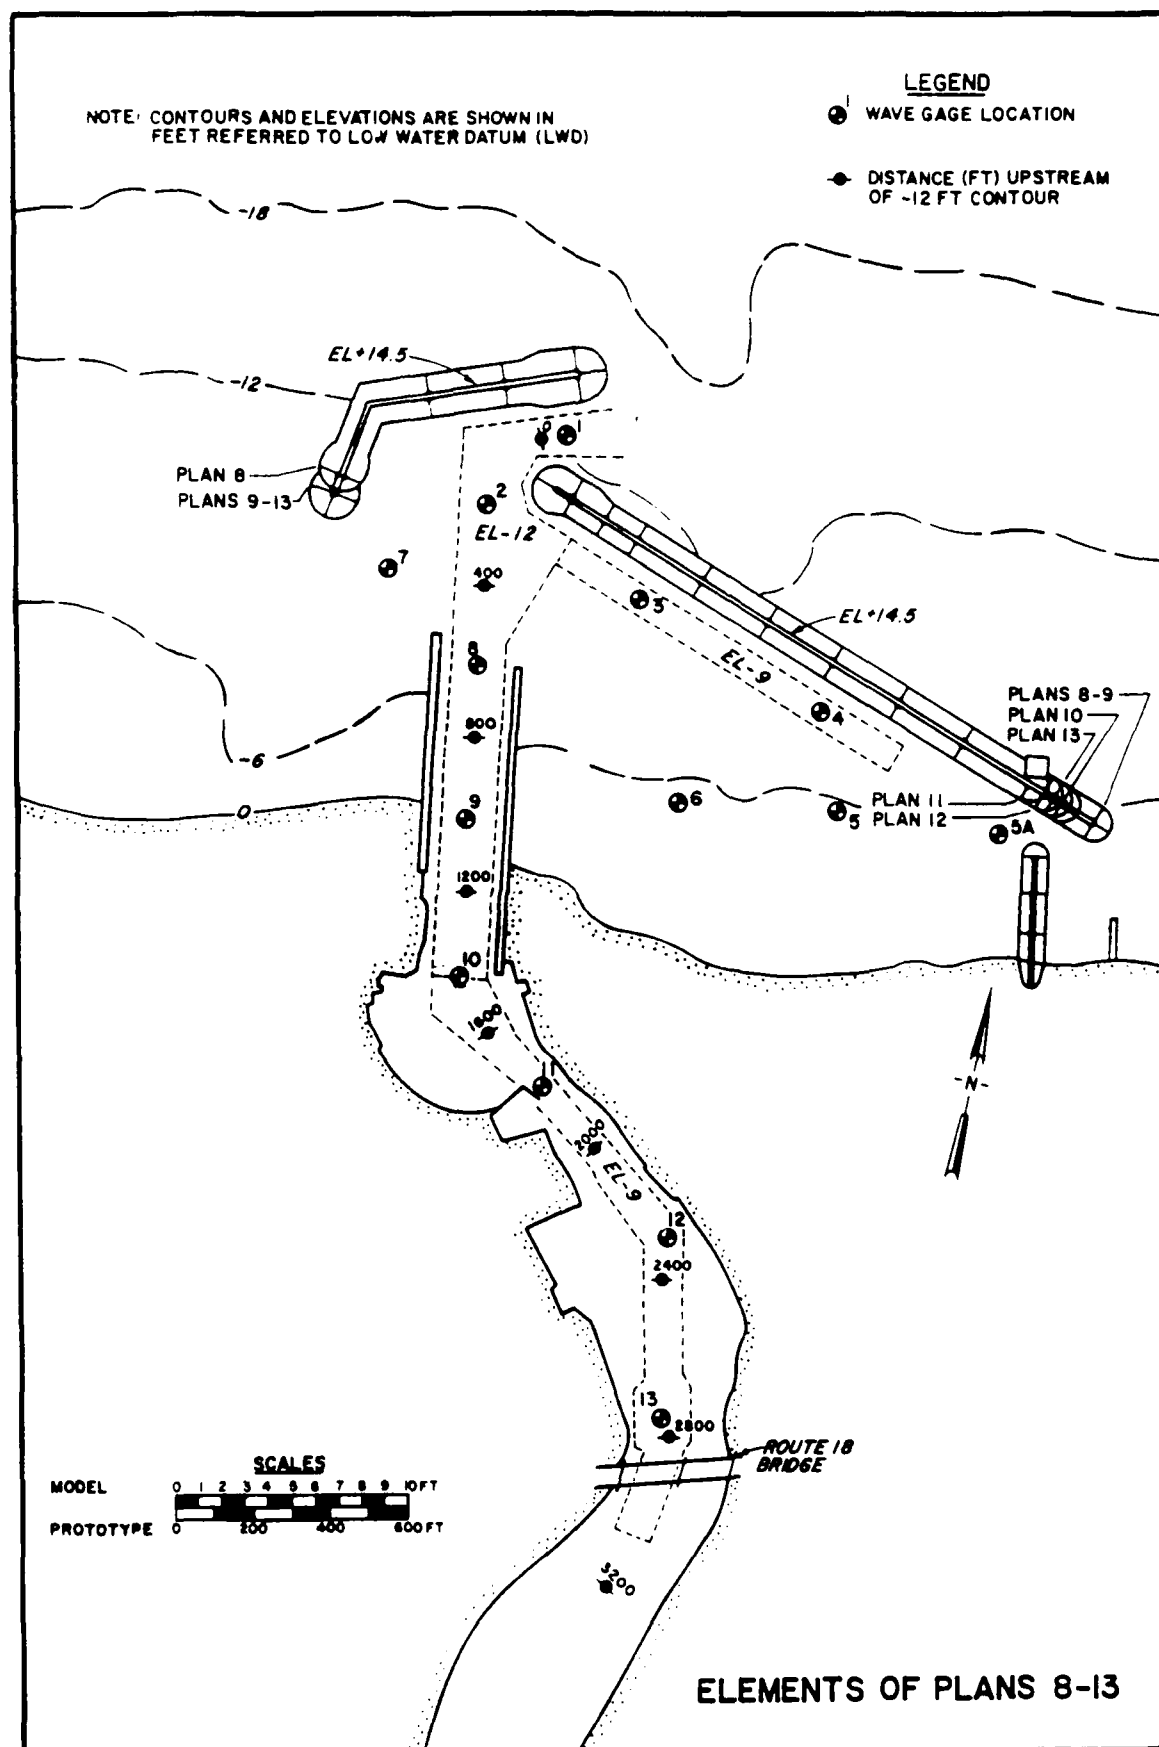 LEGEND
1
WAVE GAGE LOCATION
NOTE: CONTOURS AND ELEVATIONS ARE SHOWN IN
FEET REFERRED TO LOW WATER DATUM (LWD)
DISTANCE (FT) UPSTREAM
OF -12 FT CONTOUR
-18
EL+14.5
-12
0
1
PLAN 8
PLANS 9-13
2
EL-12
7
400
3
EL+14.5
8
EL-9
PLANS 8-9
PLAN 10
PLAN 13
4
800
-6
0
9
6
5
PLAN 11
PLAN 12
5A
1200
10
1600
-N-
11
2000
EL-9
12
2400
13
2800
ROUTE 18
BRIDGE
SCALES
MODEL
0 1 2 3 4 5 6 7 8 9 10 FT
PROTOTYPE
0 200 400 600 FT
3200
ELEMENTS OF PLANS 8-13